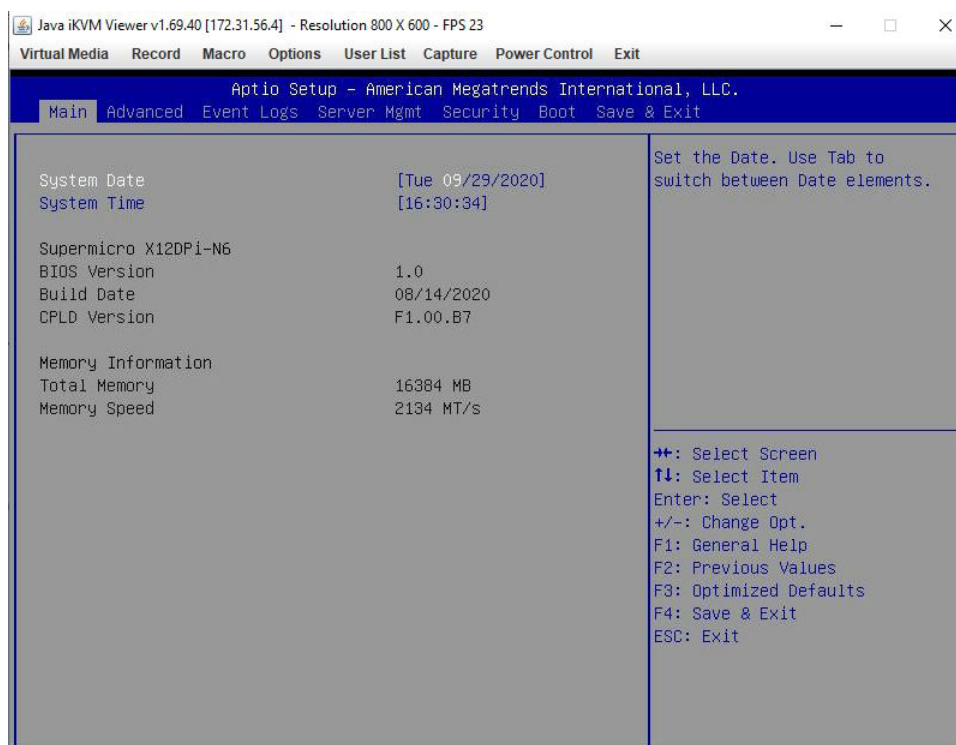 Java iKVM Viewer v1.69.40 [172.31.56.4] - Resolution 800 X 600 - FPS 23
Virtual Media Record Macro Options User List Capture Power Control Exit
Aptio Setup - American Megatrends International, LLC.
Main Advanced Event Logs Server Mgmt Security Boot Save & Exit
System Date [Tue 09/29/2020]
System Time [16:30:34]
Supermicro X12DPi-N6
BIOS Version 1.0
Build Date 08/14/2020
CPLD Version F1.00.B7
Memory Information
Total Memory 16384 MB
Memory Speed 2134 MT/s
Set the Date. Use Tab to
switch between Date elements.
→←: Select Screen
↑↓: Select Item
Enter: Select
+/-: Change Opt.
F1: General Help
F2: Previous Values
F3: Optimized Defaults
F4: Save & Exit
ESC: Exit